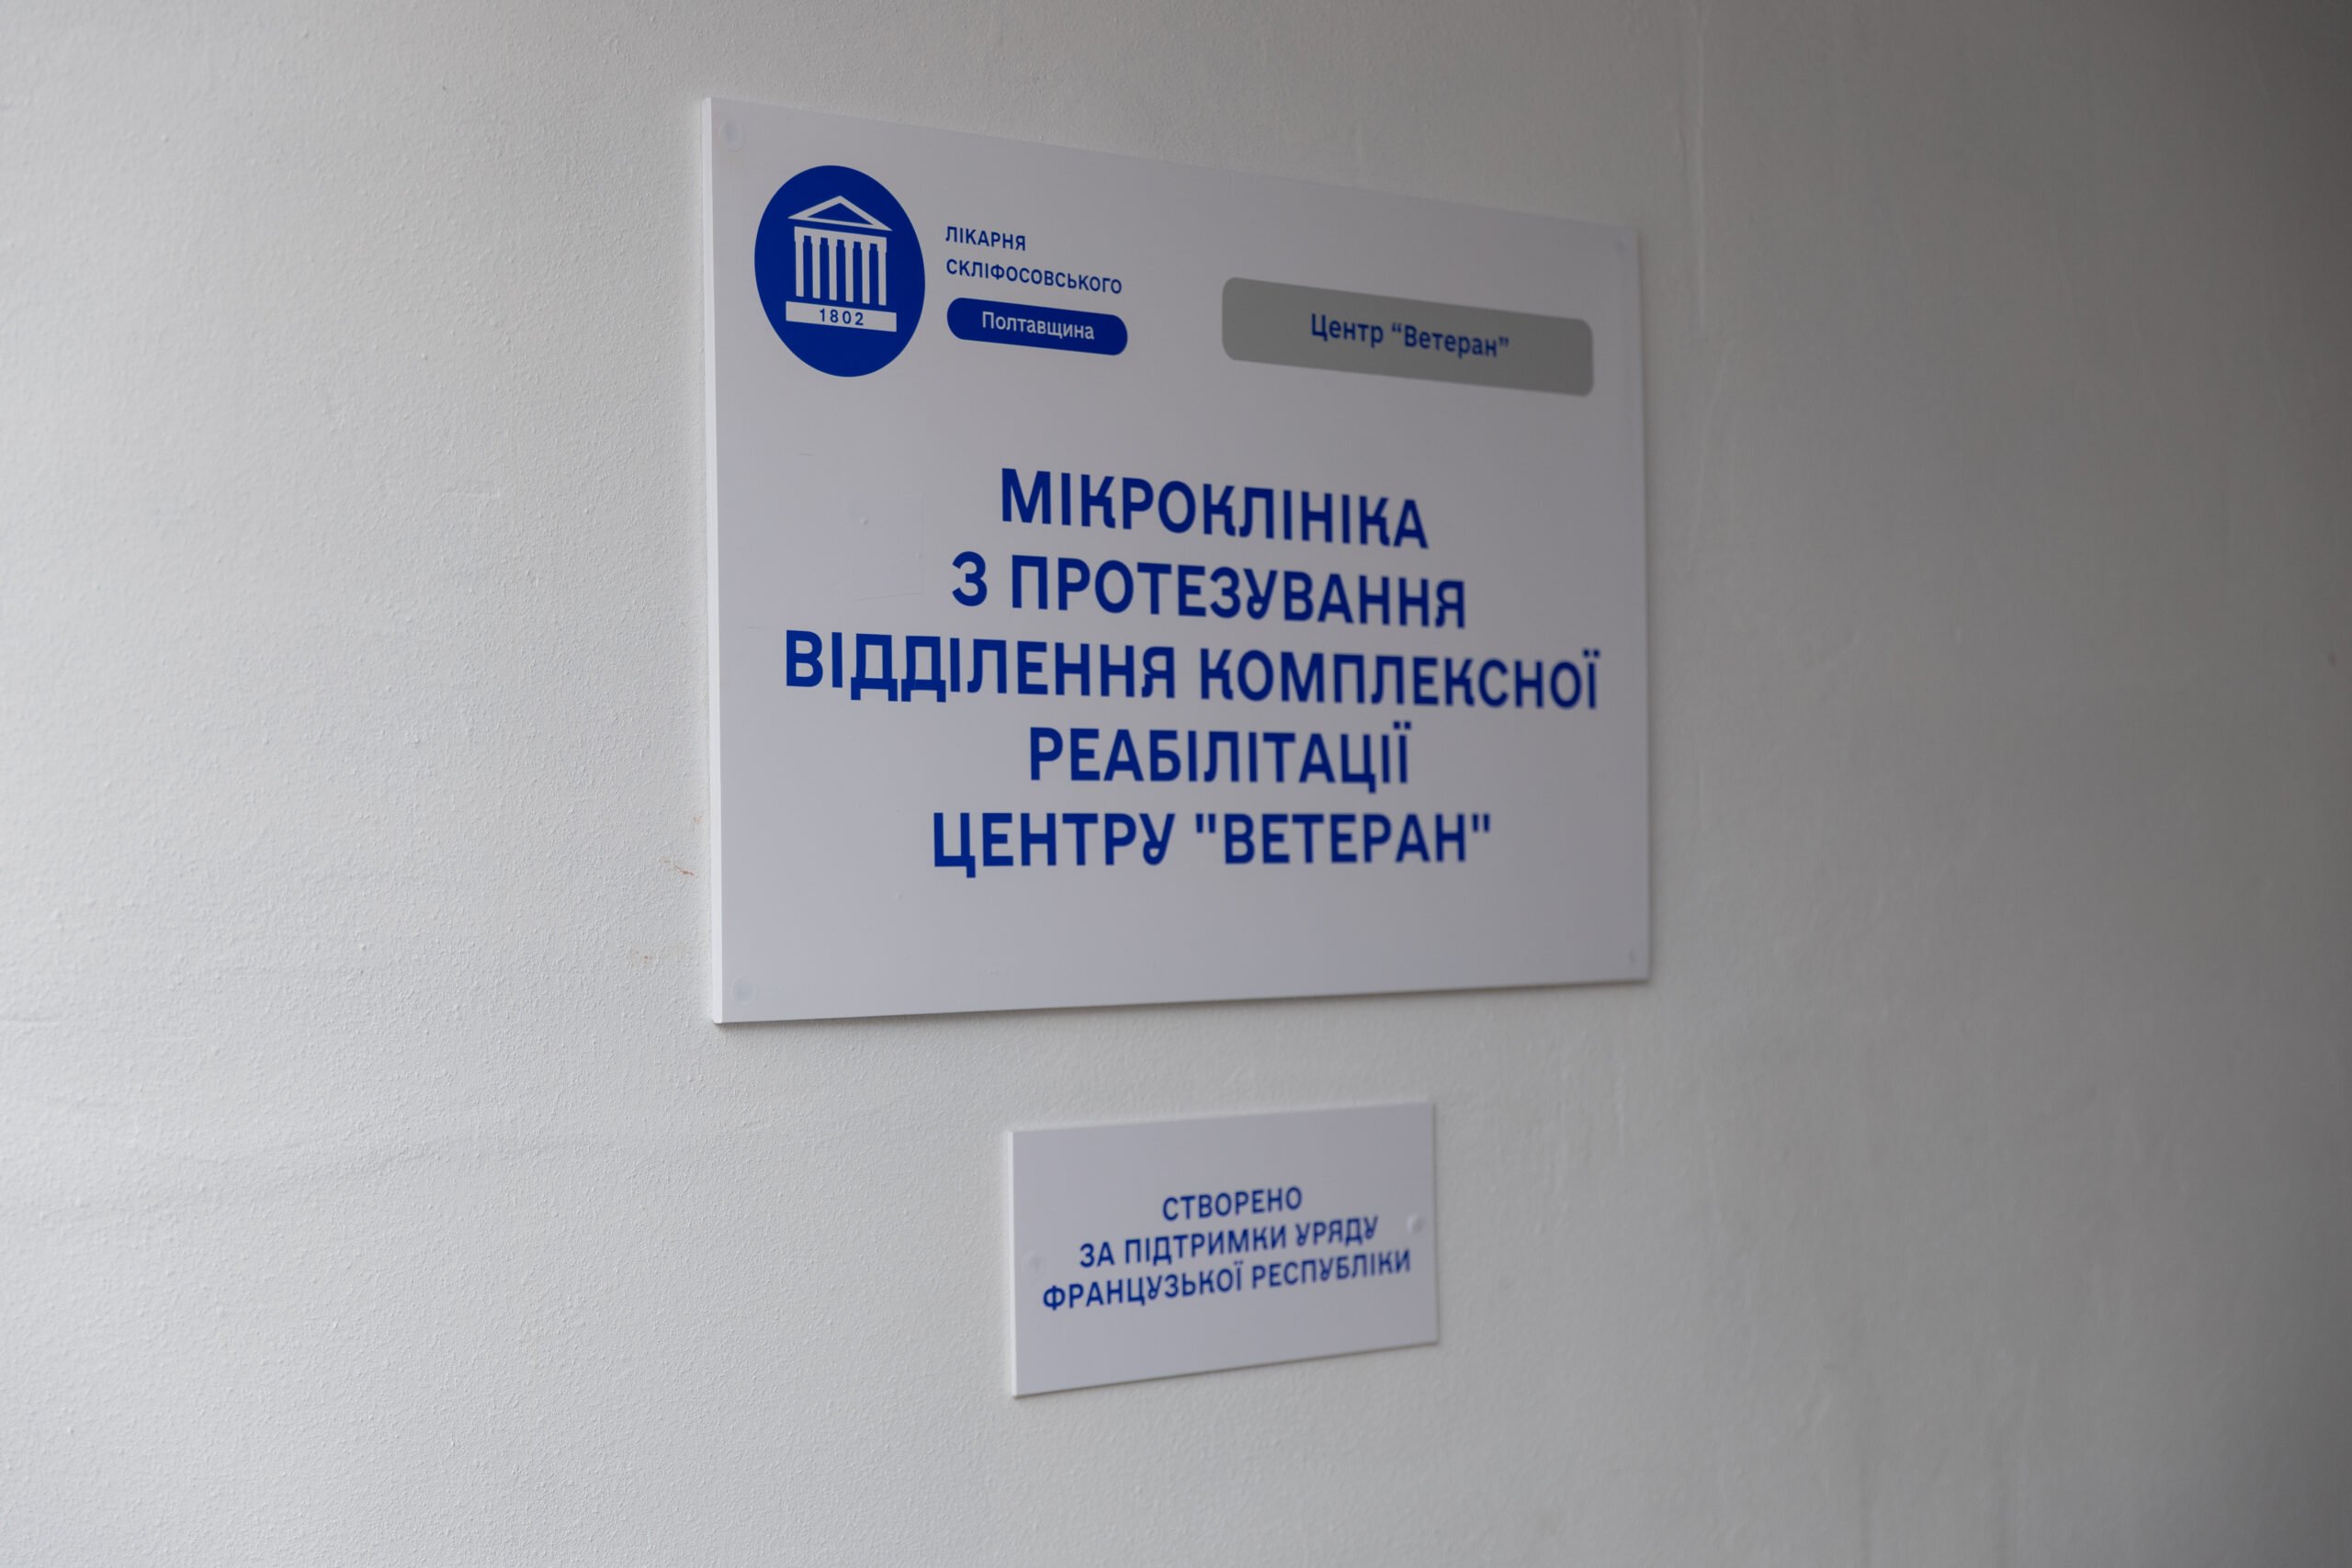 ЛІКАРНЯ
СКЛІФОСОВСЬКОГО
Полтавщина
1802
Центр “Ветеран”
МІКРОКЛІНІКА
З ПРОТЕЗУВАННЯ
ВІДДІЛЕННЯ КОМПЛЕКСНОЇ
РЕАБІЛІТАЦІЇ
ЦЕНТРУ "ВЕТЕРАН"
СТВОРЕНО
ЗА ПІДТРИМКИ УРЯДУ
ФРАНЦУЗЬКОЇ РЕСПУБЛІКИ